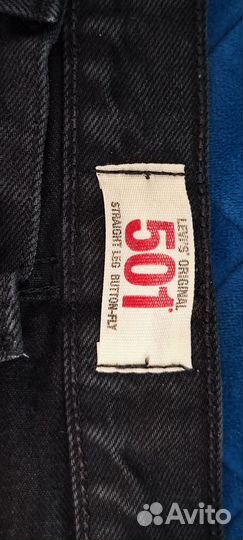 LEVI'S® ORIGINAL
501®
STRAIGHT LEG BUTTON-FLY
Avito